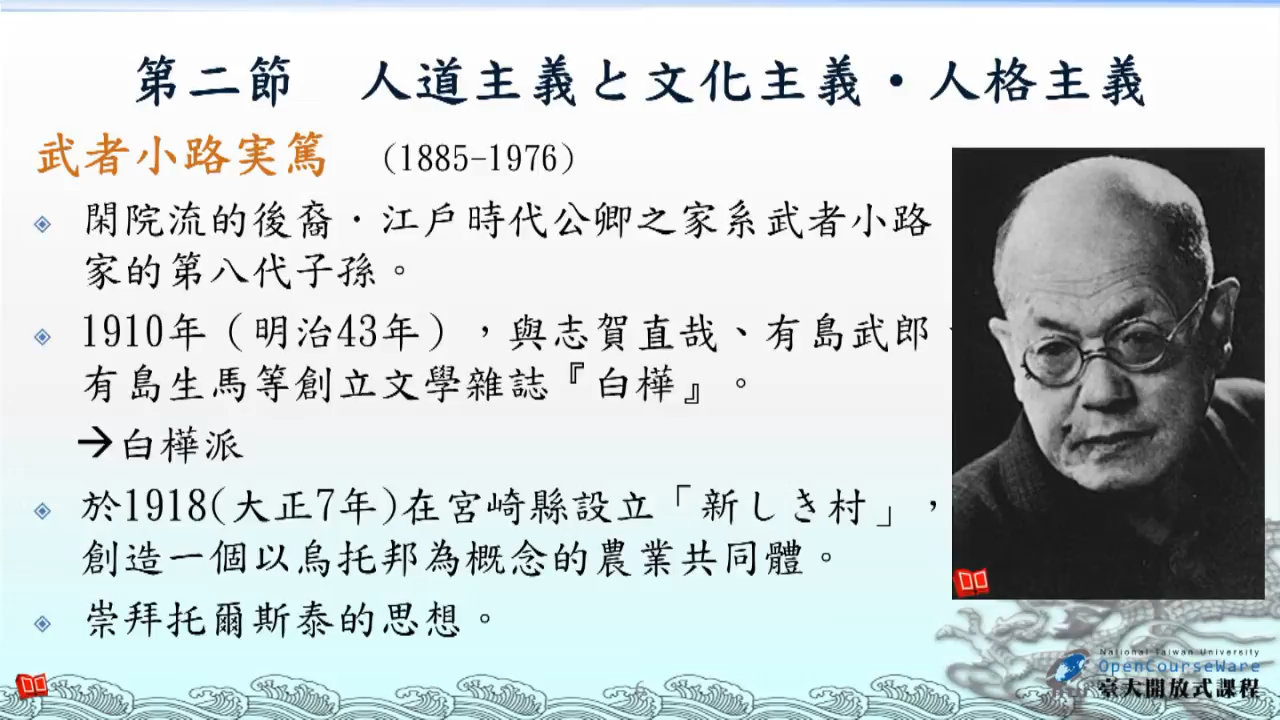 第二節　人道主義と文化主義・人格主義
武者小路実篤　（1885-1976）
閑院流的後裔．江戶時代公卿之家系武者小路
家的第八代子孫。
1910年（明治43年），與志賀直哉、有島武郎、
有島生馬等創立文學雜誌『白樺』。
→白樺派
於1918(大正7年)在宮崎縣設立「新しき村」，
創造一個以烏托邦為概念的農業共同體。
崇拜托爾斯泰的思想。
National Taiwan University
OpenCourseWare
臺大開放式課程